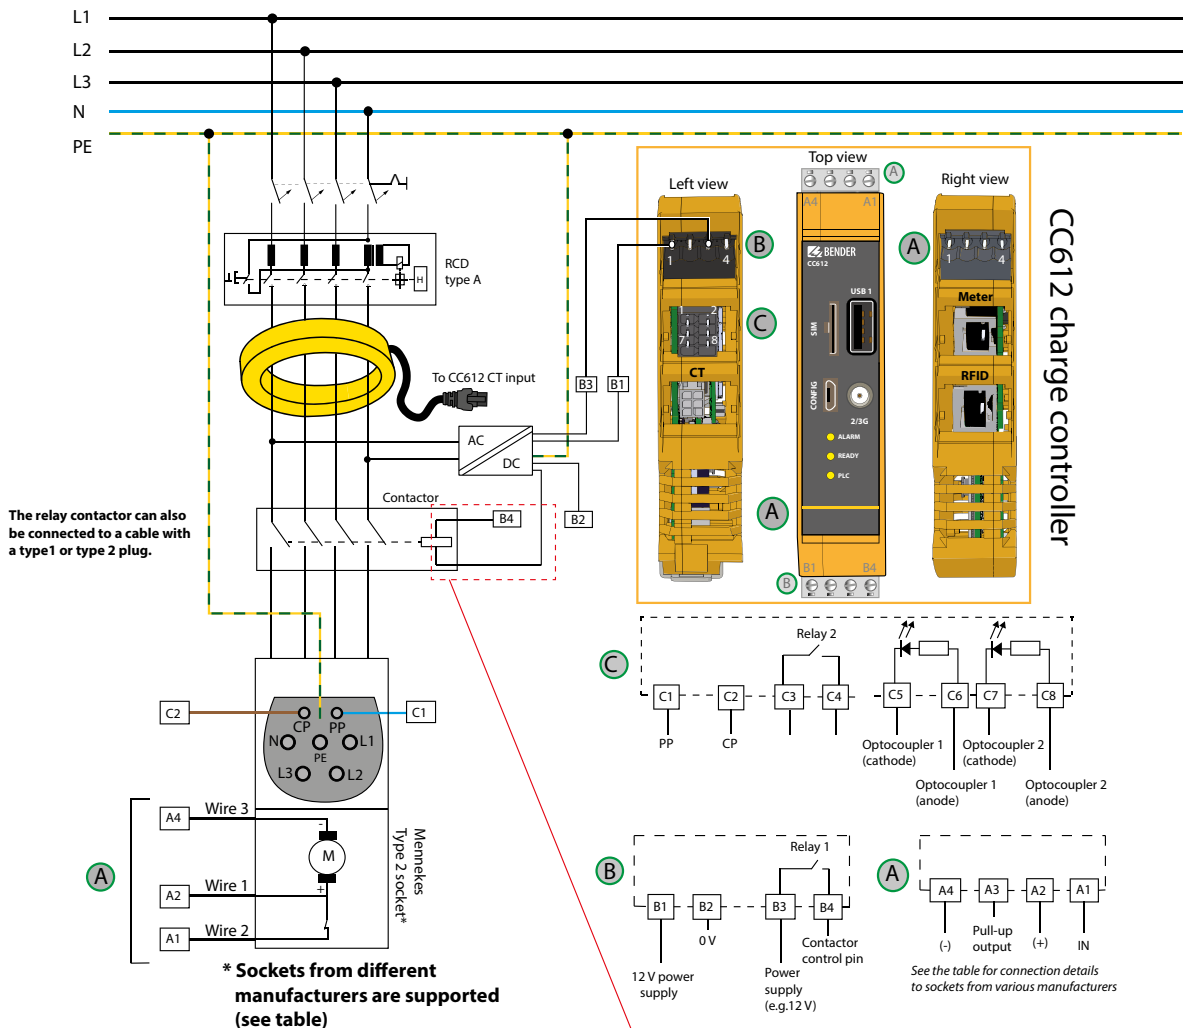 L1
L2
L3
N
PE
RCD
type A
H
To CC612 CT input
B3
B1
AC
DC
Contactor
B4
B2
The relay contactor can also
be connected to a cable with
a type1 or type 2 plug.
C2
C1
CP
PP
N
L1
PE
L3
L2
A
A4
Wire 3
-
M
+
A2
Wire 1
A1
Wire 2
Mennekes
Type 2 socket*
* Sockets from different
manufacturers are supported
(see table)
Left view
Top view
Right view
CC612 charge controller
1
4
B
1
2
7
8
C
CT
A
A4
A1
BENDER
CC612
USB 1
SIM
CONFIG
2/3G
ALARM
READY
PLC
A
B1
B4
B
A
1
4
Meter
RFID
C
Relay 2
C1
C2
C3
C4
C5
C6
C7
C8
PP
CP
Optocoupler 1
(cathode)
Optocoupler 2
(cathode)
Optocoupler 1
(anode)
Optocoupler 2
(anode)
B
Relay 1
B1
B2
B3
B4
0 V
12 V power
supply
Power
supply
(e.g.12 V)
Contactor
control pin
A
A4
A3
A2
A1
(-)
Pull-up
output
(+)
IN
See the table for connection details
to sockets from various manufacturers